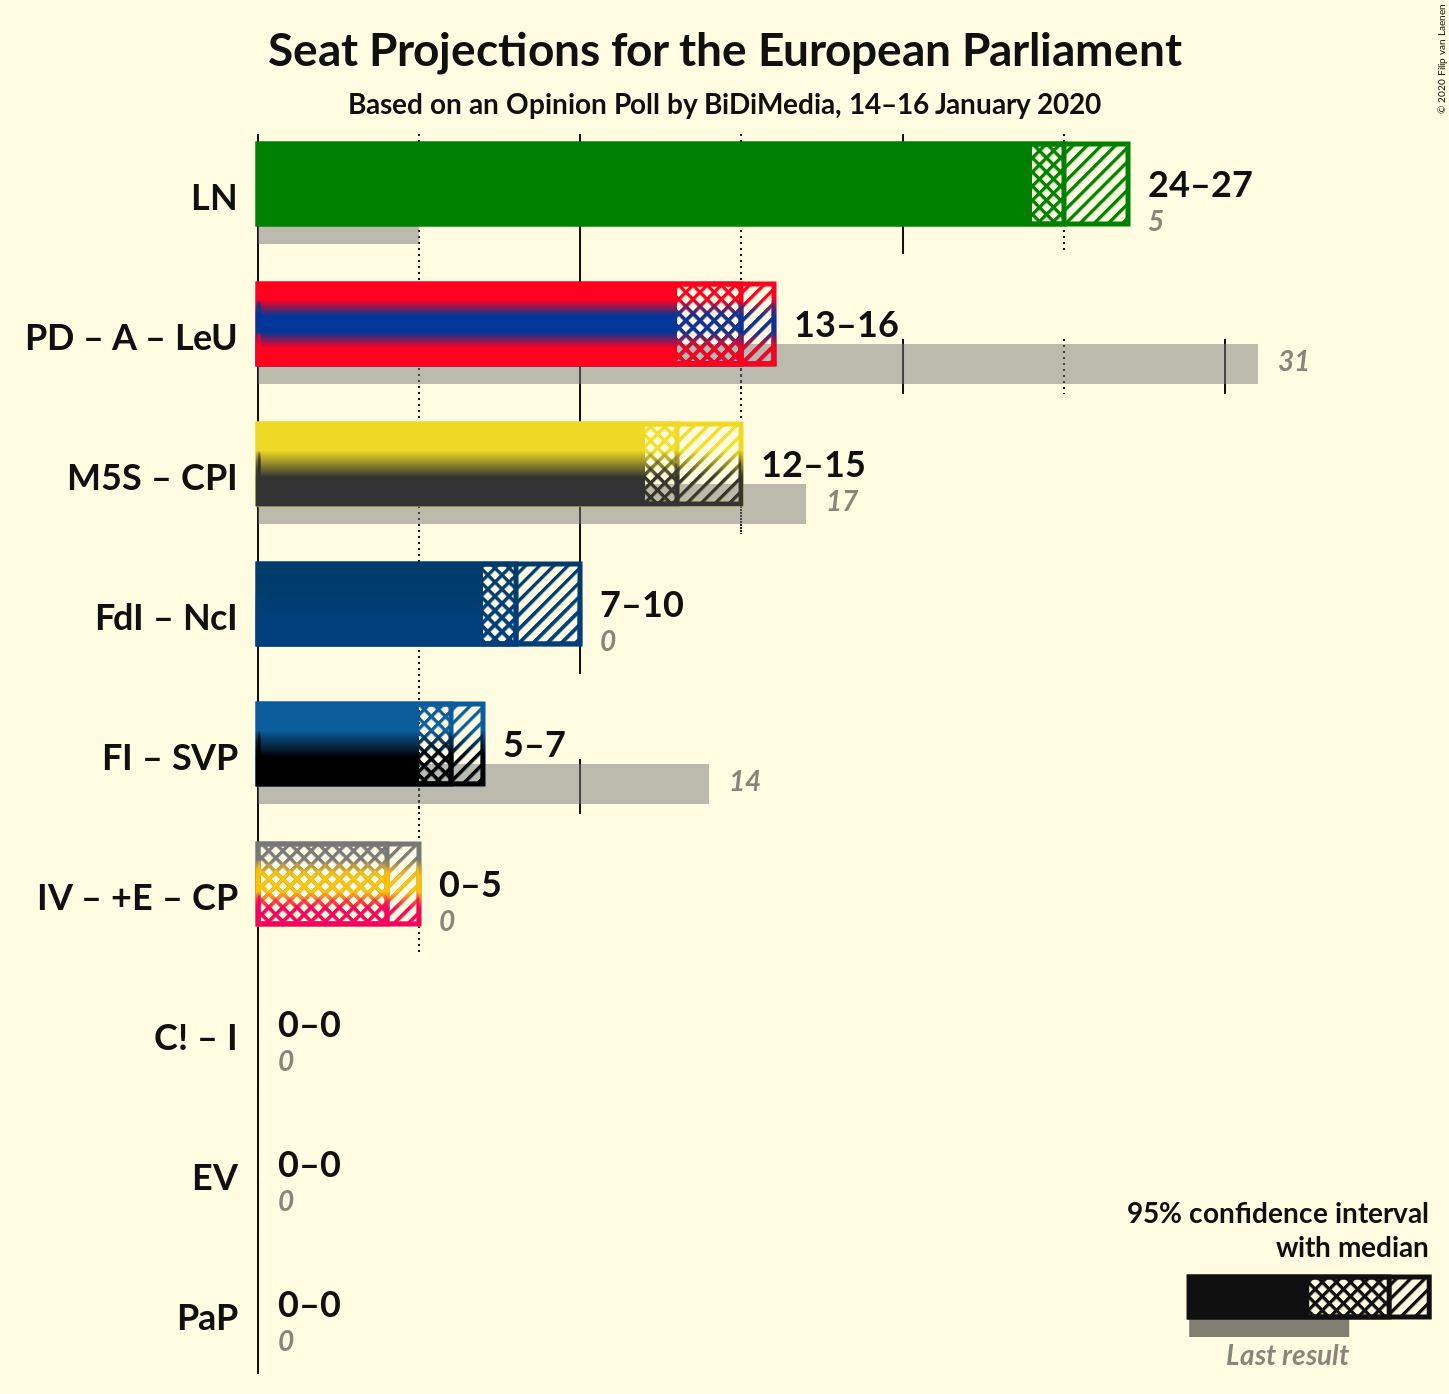 Seat Projections for the European Parliament
Based on an Opinion Poll by BiDiMedia, 14–16 January 2020
© 2020 Filip van Laenen
LN
24–27
5
PD – A – LeU
13–16
31
M5S – CPI
12–15
17
FdI – NcI
7–10
0
FI – SVP
5–7
14
IV – +E – CP
0–5
0
C! – I
0–0
0
EV
0–0
0
PaP
0–0
0
95% confidence interval
with median
Last result